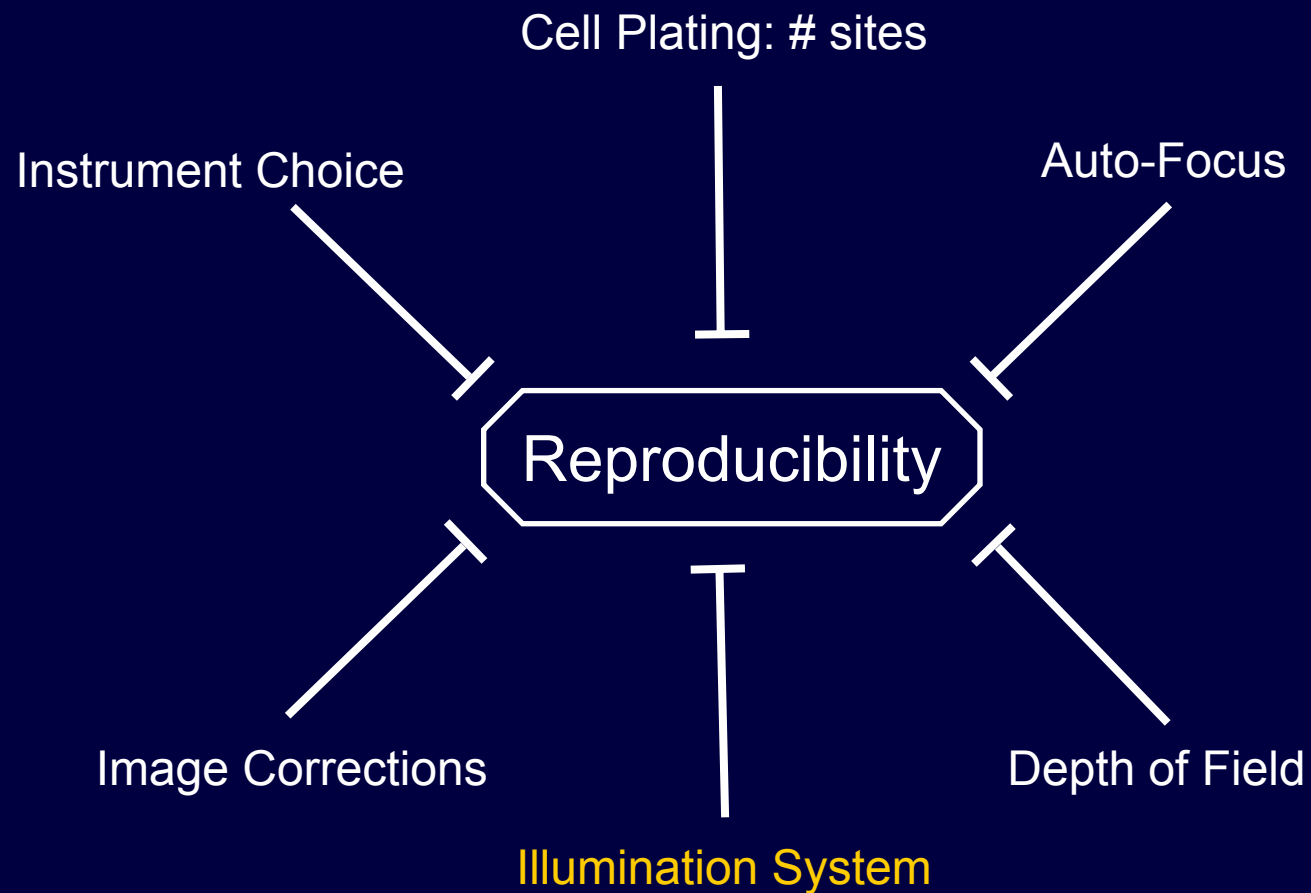 Cell Plating: # sites
Instrument Choice
Auto-Focus
Reproducibility
Image Corrections
Depth of Field
Illumination System